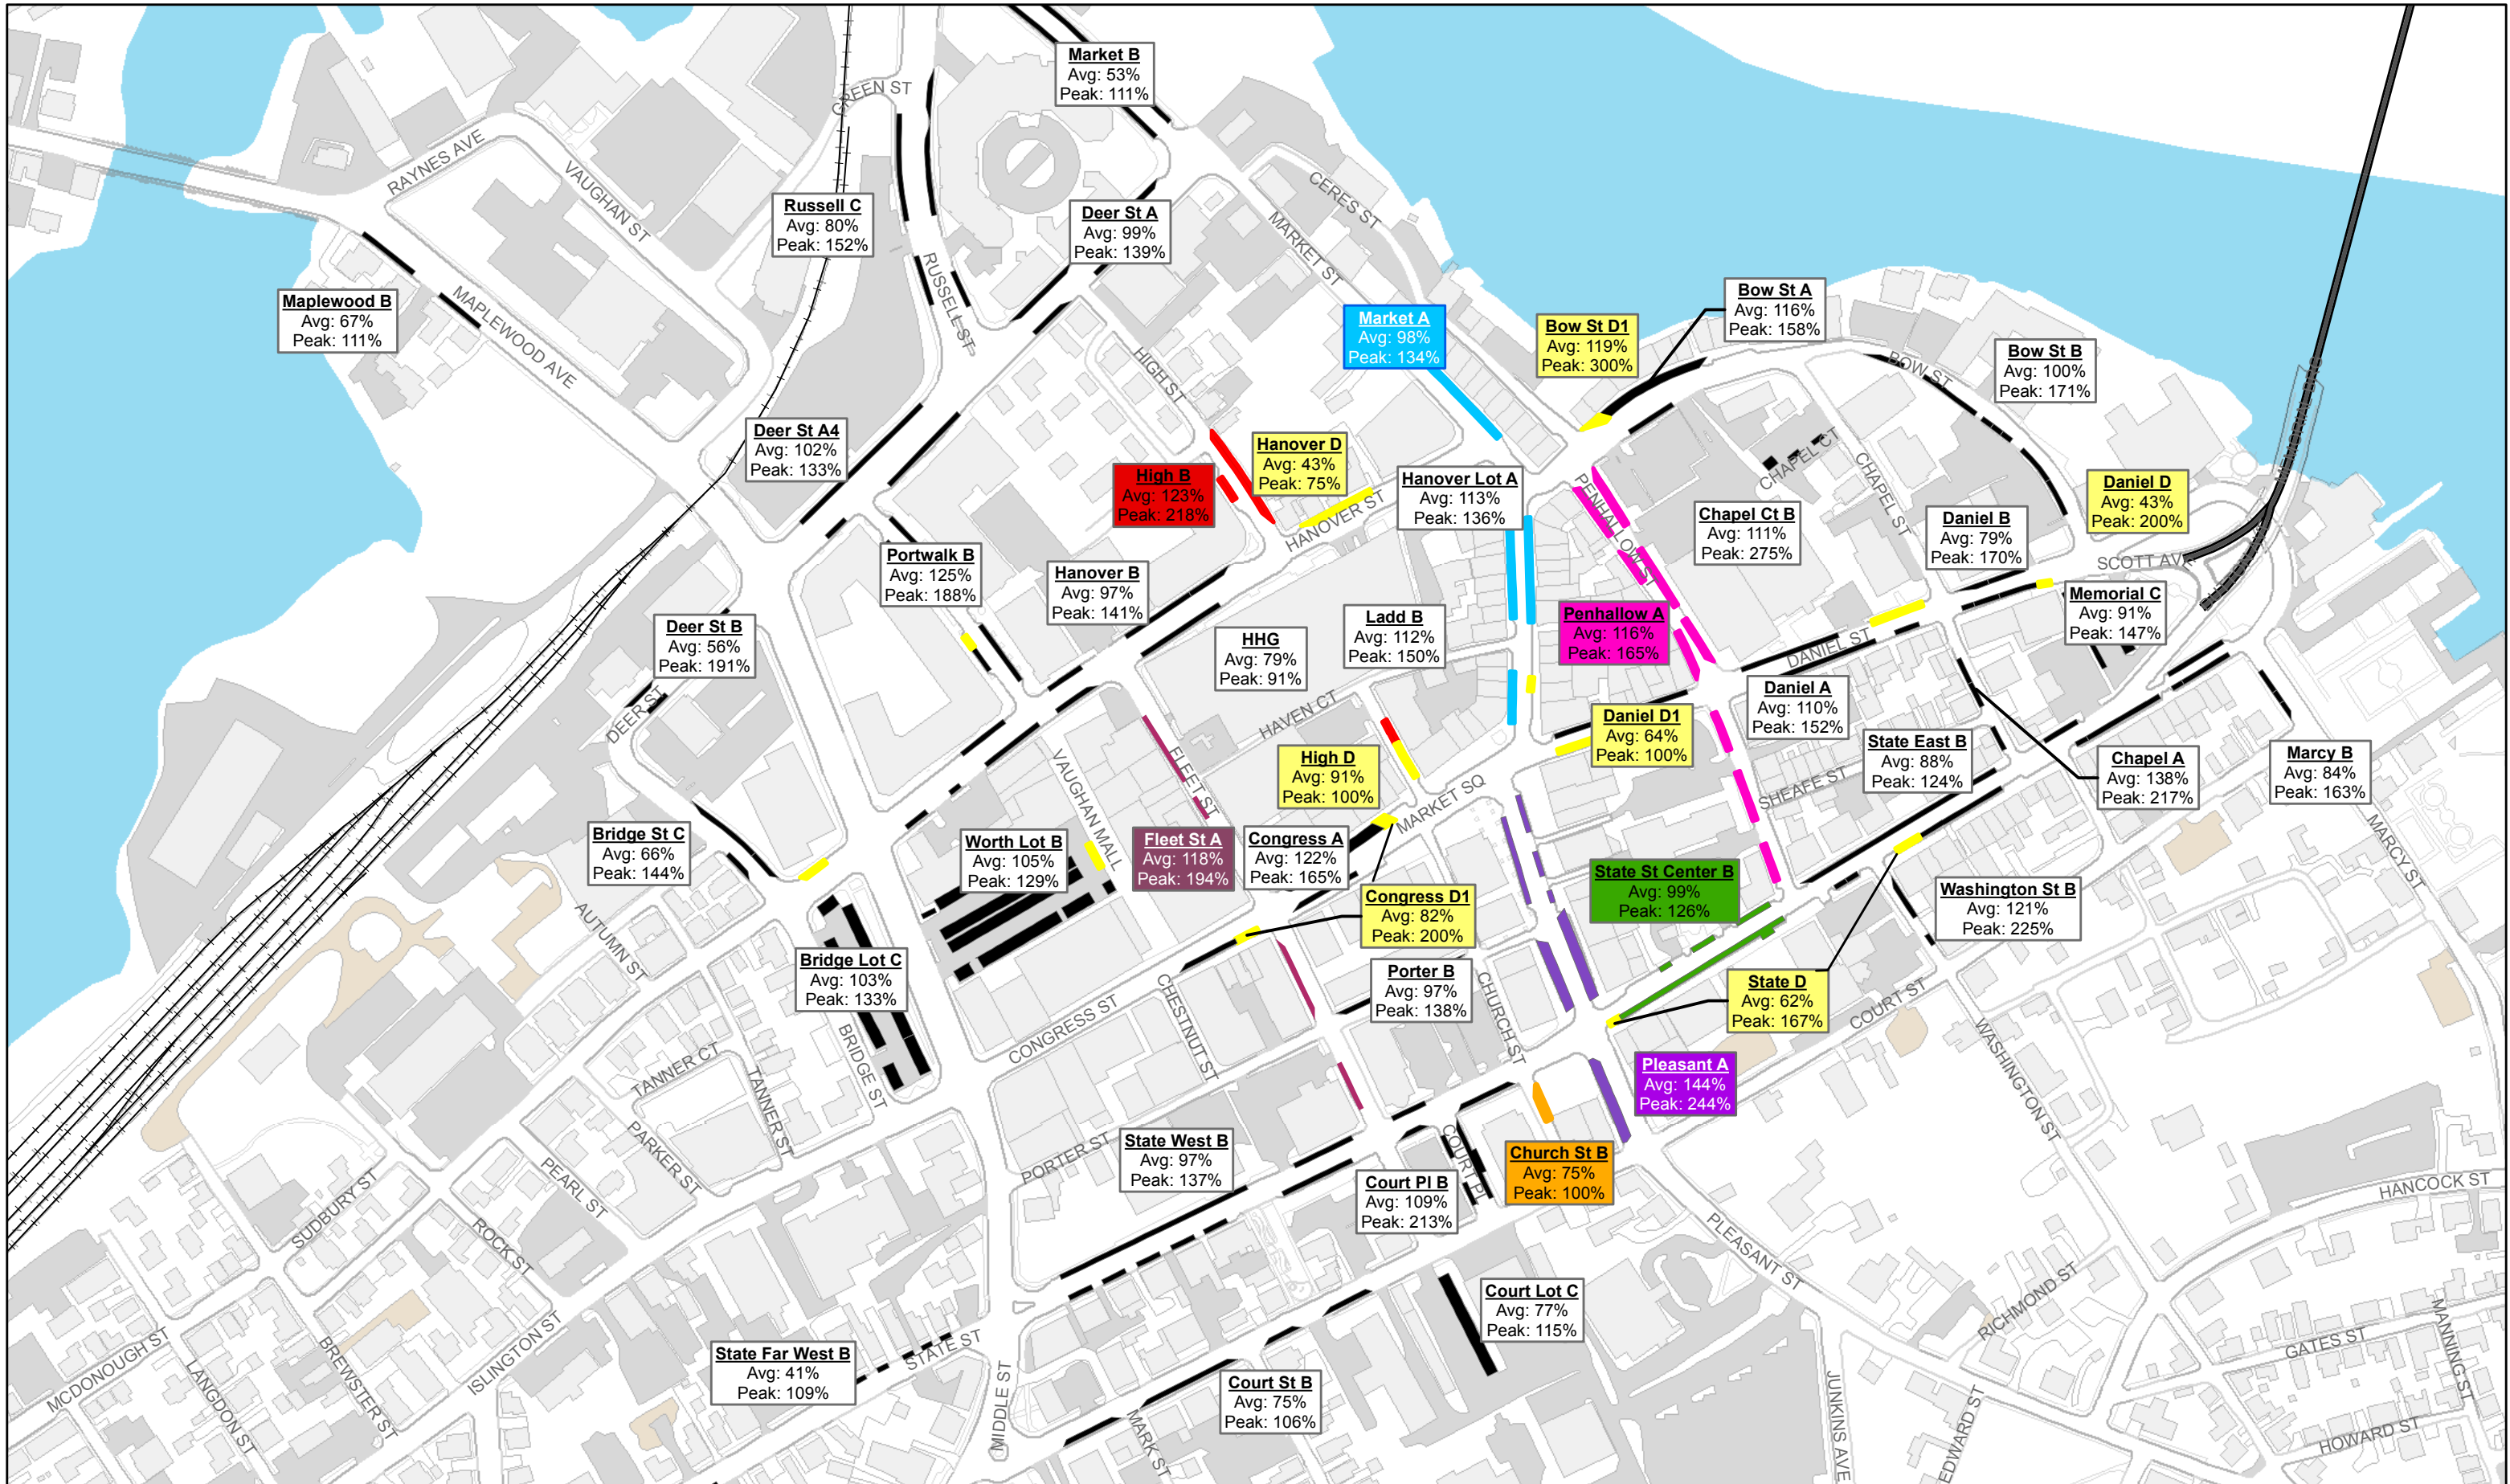 Market B
Avg: 53%
Peak: 111%
GREEN ST
RAYNES AVE
VAUGHAN ST
CERES ST
Russell C
Avg: 80%
Peak: 152%
Deer St A
Avg: 99%
Peak: 139%
MARKET ST
RUSSELL ST
Maplewood B
Avg: 67%
Peak: 111%
MAPLEWOOD AVE
Market A
Avg: 98%
Peak: 134%
Bow St D1
Avg: 119%
Peak: 300%
Bow St A
Avg: 116%
Peak: 158%
BOW ST
Bow St B
Avg: 100%
Peak: 171%
HIGH ST
Deer St A4
Avg: 102%
Peak: 133%
High B
Avg: 123%
Peak: 218%
Hanover D
Avg: 43%
Peak: 75%
HANOVER ST
Hanover Lot A
Avg: 113%
Peak: 136%
PENHALLOW ST
CHAPEL CT
CHAPEL ST
Chapel Ct B
Avg: 111%
Peak: 275%
Daniel B
Avg: 79%
Peak: 170%
Daniel D
Avg: 43%
Peak: 200%
SCOTT AVE
Portwalk B
Avg: 125%
Peak: 188%
Hanover B
Avg: 97%
Peak: 141%
Memorial C
Avg: 91%
Peak: 147%
Deer St B
Avg: 56%
Peak: 191%
DEER ST
HHG
Avg: 79%
Peak: 91%
Ladd B
Avg: 112%
Peak: 150%
Penhallow A
Avg: 116%
Peak: 165%
DANIEL ST
HAVEN CT
Daniel A
Avg: 110%
Peak: 152%
Daniel D1
Avg: 64%
Peak: 100%
State East B
Avg: 88%
Peak: 124%
Chapel A
Avg: 138%
Peak: 217%
Marcy B
Avg: 84%
Peak: 163%
VAUGHAN MALL
FLEET ST
High D
Avg: 91%
Peak: 100%
MARKET SQ
SHEAFE ST
MARCY ST
Bridge St C
Avg: 66%
Peak: 144%
Worth Lot B
Avg: 105%
Peak: 129%
Fleet St A
Avg: 118%
Peak: 194%
Congress A
Avg: 122%
Peak: 165%
Congress D1
Avg: 82%
Peak: 200%
State St Center B
Avg: 99%
Peak: 126%
Washington St B
Avg: 121%
Peak: 225%
AUTUMN ST
Bridge Lot C
Avg: 103%
Peak: 133%
Porter B
Avg: 97%
Peak: 138%
State D
Avg: 62%
Peak: 167%
COURT ST
CHURCH ST
CONGRESS ST
CHESTNUT ST
BRIDGE ST
TANNER CT
TANNER ST
PARKER ST
WASHINGTON ST
Pleasant A
Avg: 144%
Peak: 244%
State West B
Avg: 97%
Peak: 137%
PORTER ST
COURT PL
Church St B
Avg: 75%
Peak: 100%
Court Pl B
Avg: 109%
Peak: 213%
PEARL ST
SUDBURY ST
ROCK ST
HANCOCK ST
PLEASANT ST
RICHMOND ST
Court Lot C
Avg: 77%
Peak: 115%
State Far West B
Avg: 41%
Peak: 109%
STATE ST
Court St B
Avg: 75%
Peak: 106%
MCDONOUGH ST
LANGDON ST
BREWSTER ST
ISLINGTON ST
MIDDLE ST
MARK ST
JUNKINS AVE
EDWARD ST
GATES ST
MANNING ST
HOWARD ST